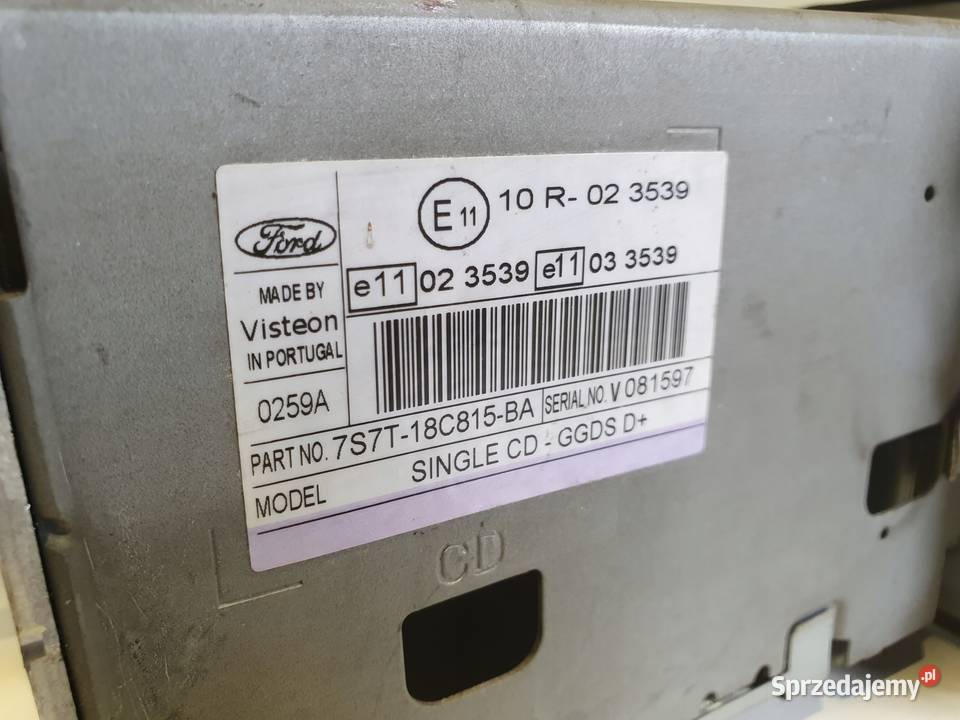 E 11 10 R- 02 3539
Ford
e11 02 3539 e11 03 3539
MADE BY
Visteon
IN PORTUGAL
0259A
PART NO. 7S7T-18C815-BA SERIAL NO. V 081597
MODEL SINGLE CD - GGDS D+
CD
Sprzedajemy.pl